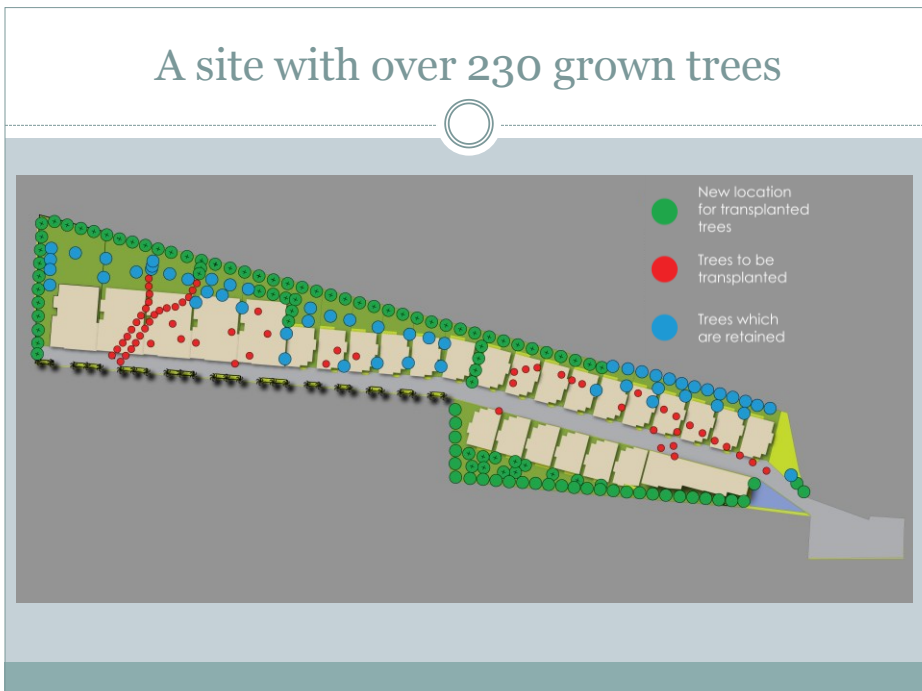 A site with over 230 grown trees
New location
for transplanted
trees
Trees to be
transplanted
Trees which
are retained